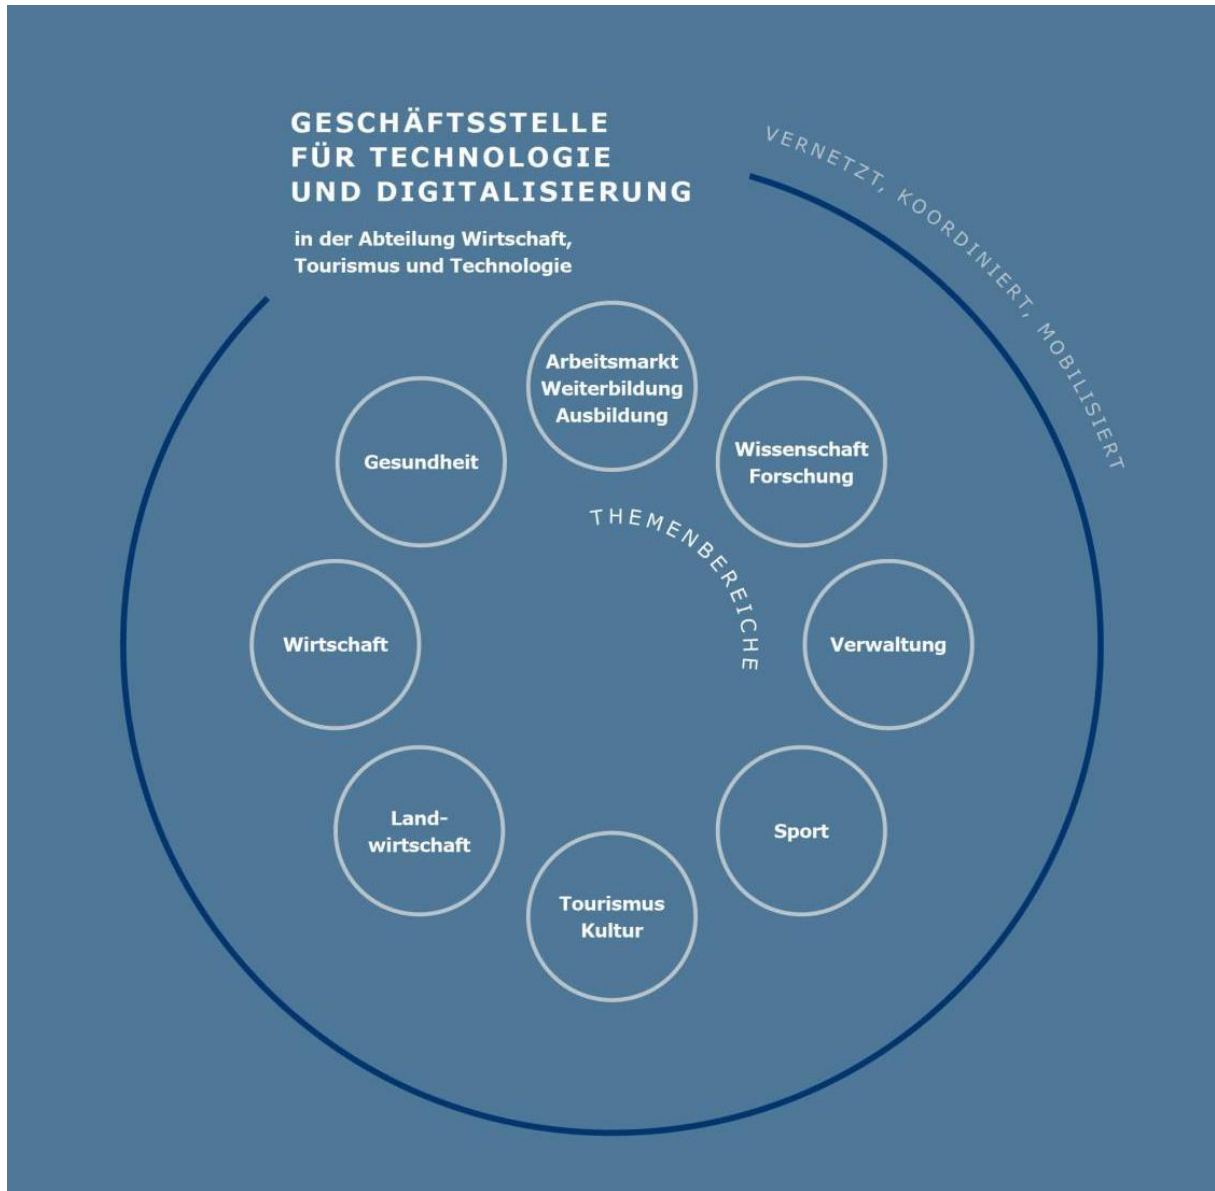 GESCHÄFTSSTELLE
FÜR TECHNOLOGIE
UND DIGITALISIERUNG
in der Abteilung Wirtschaft,
Tourismus und Technologie
VERNETZT, KOORDINIERT, MOBILISIERT
Arbeitsmarkt
Weiterbildung
Ausbildung
Wissenschaft
Forschung
Verwaltung
Sport
Tourismus
Kultur
Land-
wirtschaft
Wirtschaft
Gesundheit
THEMENBEREICHE